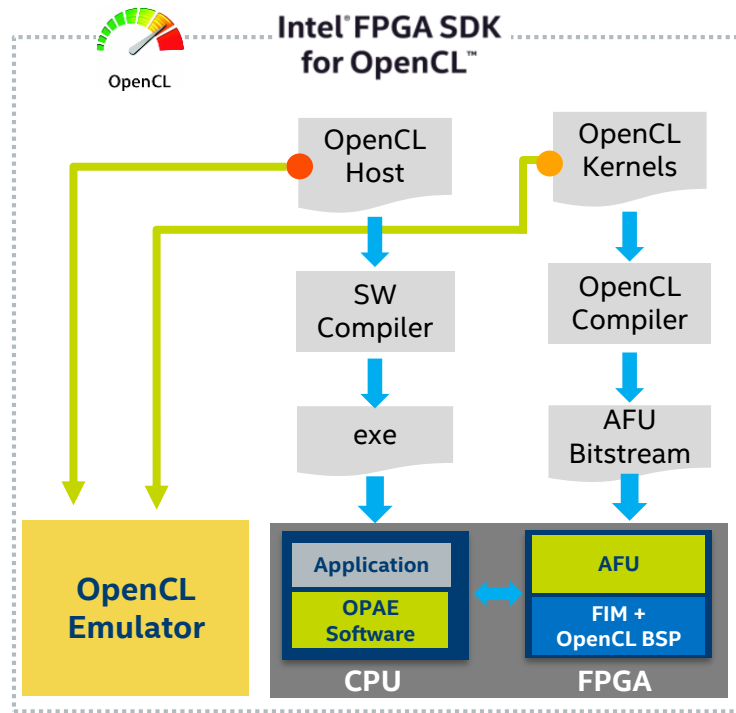 Intel® FPGA SDK
for OpenCL™
OpenCL
OpenCL
Host
OpenCL
Kernels
SW
Compiler
OpenCL
Compiler
exe
AFU
Bitstream
OpenCL
Emulator
Application
OPAE
Software
CPU
AFU
FIM +
OpenCL BSP
FPGA